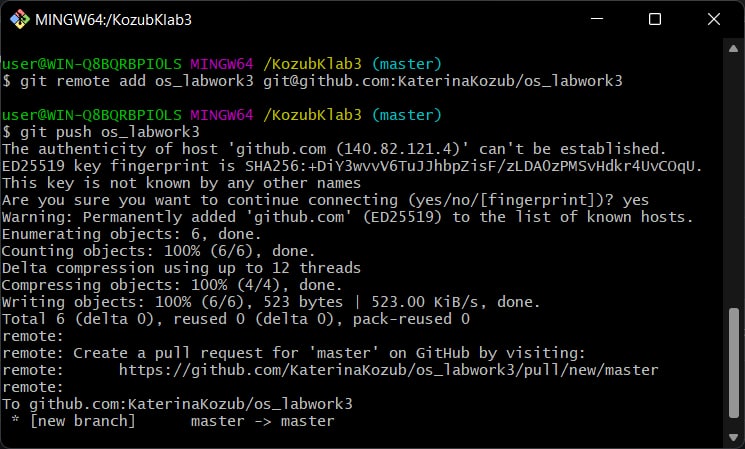 MINGW64:/KozubKlab3
user@WIN-Q8BQRBPIOLS MINGW64 /KozubKlab3 (master)
$ git remote add os_labwork3 git@github.com:KaterinaKozub/os_labwork3
user@WIN-Q8BQRBPIOLS MINGW64 /KozubKlab3 (master)
$ git push os_labwork3
The authenticity of host 'github.com (140.82.121.4)' can't be established.
ED25519 key fingerprint is SHA256:+DiY3wvvV6TuJJhbpZisF/zLDA0zPMSvHdkr4UvCOqU.
This key is not known by any other names
Are you sure you want to continue connecting (yes/no/[fingerprint])? yes
Warning: Permanently added 'github.com' (ED25519) to the list of known hosts.
Enumerating objects: 6, done.
Counting objects: 100% (6/6), done.
Delta compression using up to 12 threads
Compressing objects: 100% (4/4), done.
Writing objects: 100% (6/6), 523 bytes | 523.00 KiB/s, done.
Total 6 (delta 0), reused 0 (delta 0), pack-reused 0
remote:
remote: Create a pull request for 'master' on GitHub by visiting:
remote:      https://github.com/KaterinaKozub/os_labwork3/pull/new/master
remote:
To github.com:KaterinaKozub/os_labwork3
 * [new branch]      master -> master